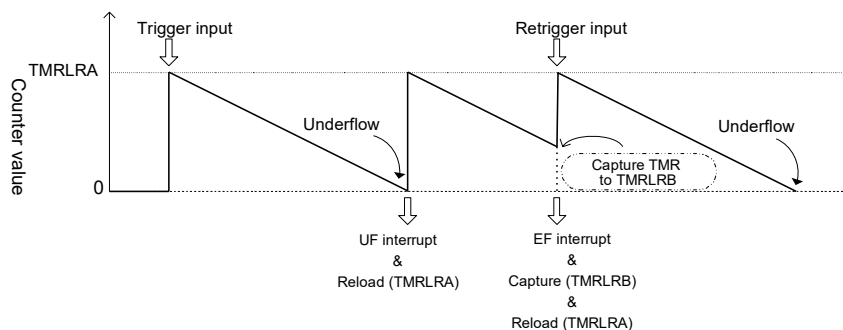 Trigger input
Retrigger input
TMRLRA
Counter value
Underflow
Underflow
Capture TMR
to TMRLRB
0
UF interrupt
&
Reload (TMRLRA)
EF interrupt
&
Capture (TMRLRB)
&
Reload (TMRLRA)